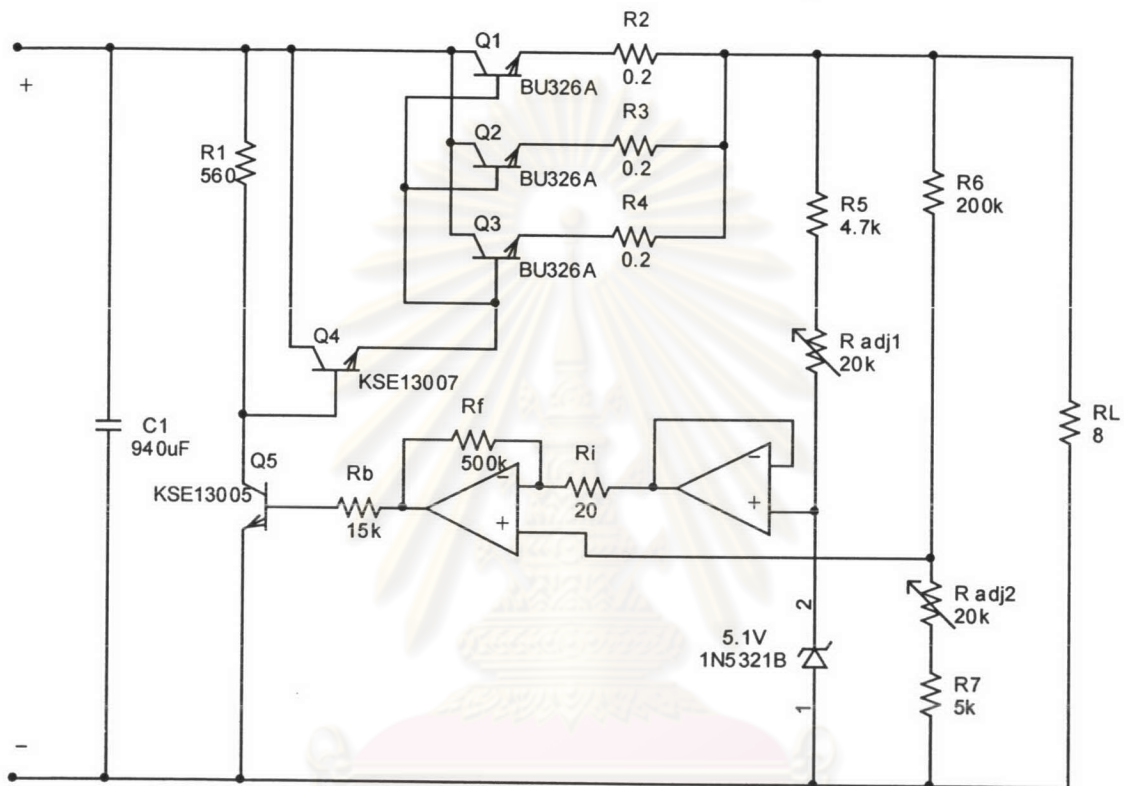 +
R1
560
C1
940uF
Q1
BU326A
Q2
BU326A
Q3
BU326A
R2
0.2
R3
0.2
R4
0.2
Q4
KSE13007
Q5
KSE13005
Rb
15k
Rf
500k
Ri
20
−
+
−
+
R5
4.7k
R adj1
20k
R6
200k
RL
8
R adj2
20k
R7
5k
2
5.1V
1N5321B
1
−